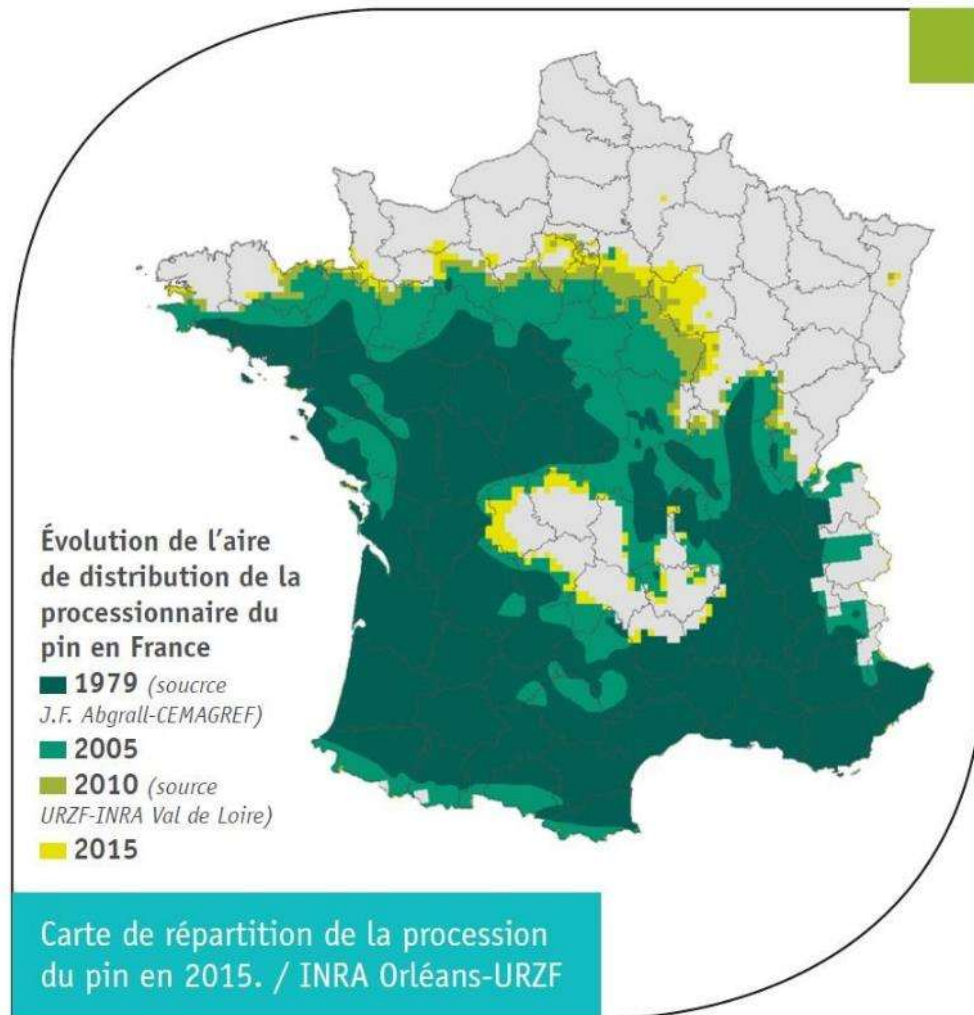 Évolution de l’aire
de distribution de la
processionnaire du
pin en France
1979 (soucrce
J.F. Abgrall-CEMAGREF)
2005
2010 (source
URZF-INRA Val de Loire)
2015
Carte de répartition de la procession
du pin en 2015. / INRA Orléans-URZF